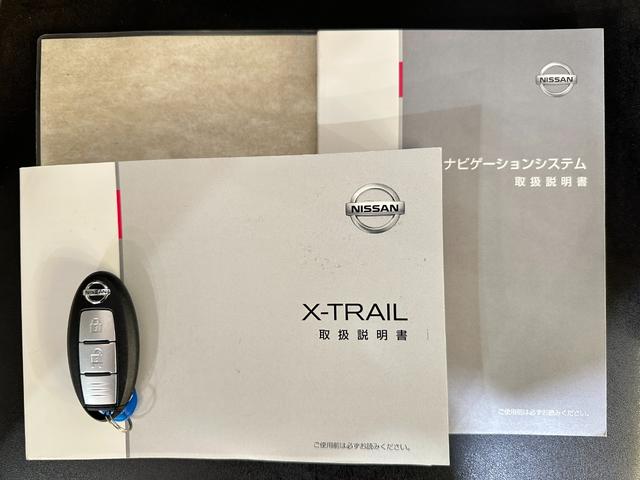 NISSAN
ナビゲーションシステム
取扱説明書
ご使用前は必ずお読みください。
NISSAN
X-TRAIL
取扱説明書
ご使用前は必ずお読みください。
NISSAN